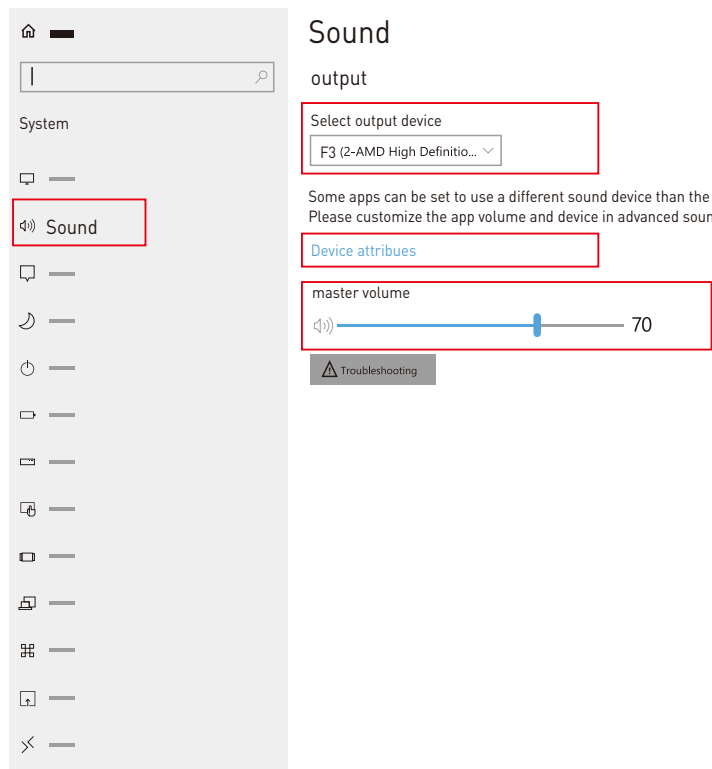 Sound
output
System
Select output device
F3 (2-AMD High Definitio...
Some apps can be set to use a different sound device than the
Please customize the app volume and device in advanced soun
Sound
Device attribues
master volume
70
Troubleshooting